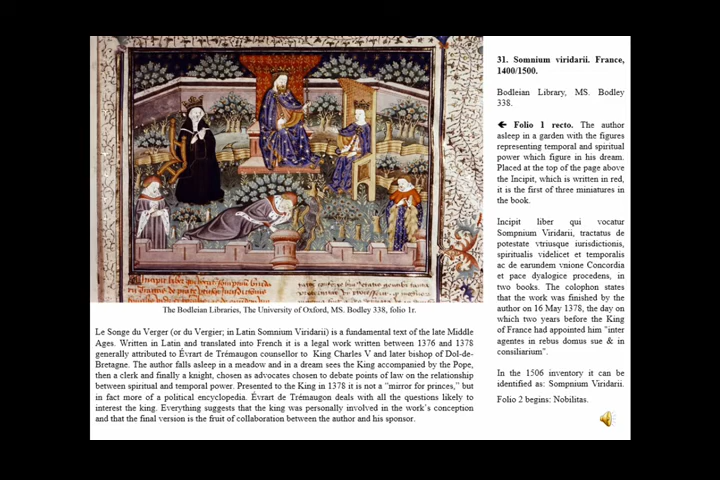 31. Somnium viridarii. France,
1400/1500.
Bodleian Library, MS. Bodley
338.
🡰 Folio 1 recto. The author
asleep in a garden with the figures
representing temporal and spiritual
power which figure in his dream.
Placed at the top of the page above
the Incipit, which is written in red,
it is the first of three miniatures in
the book.
Incipit liber qui vocatur
Sompnium Viridarii, tractatus de
potestate vtriusque iurisdictionis,
spiritualis videlicet et temporalis
ac de earundem vnione Concordia
et pace dyalogice procedens, in
two books. The colophon states
that the work was finished by the
author on 16 May 1378, the day on
which two years before the King
of France had appointed him "inter
agentes in rebus domus sue & in
consiliarium".
In the 1506 inventory it can be
identified as: Sompnium Viridarii.
Folio 2 begins: Nobilitas.
The Bodleian Libraries, The University of Oxford, MS. Bodley 338, folio 1r.
Le Songe du Verger (or du Vergier; in Latin Somnium Viridarii) is a fundamental text of the late Middle
Ages. Written in Latin and translated into French it is a legal work written between 1376 and 1378
generally attributed to Évrart de Trémaugon counsellor to King Charles V and later bishop of Dol-de-
Bretagne. The author falls asleep in a meadow and in a dream sees the King accompanied by the Pope,
then a clerk and finally a knight, chosen as advocates chosen to debate points of law on the relationship
between spiritual and temporal power. Presented to the King in 1378 it is not a “mirror for princes,” but
in fact more of a political encyclopedia. Évrart de Trémaugon deals with all the questions likely to
interest the king. Everything suggests that the king was personally involved in the work’s conception
and that the final version is the fruit of collaboration between the author and his sponsor.